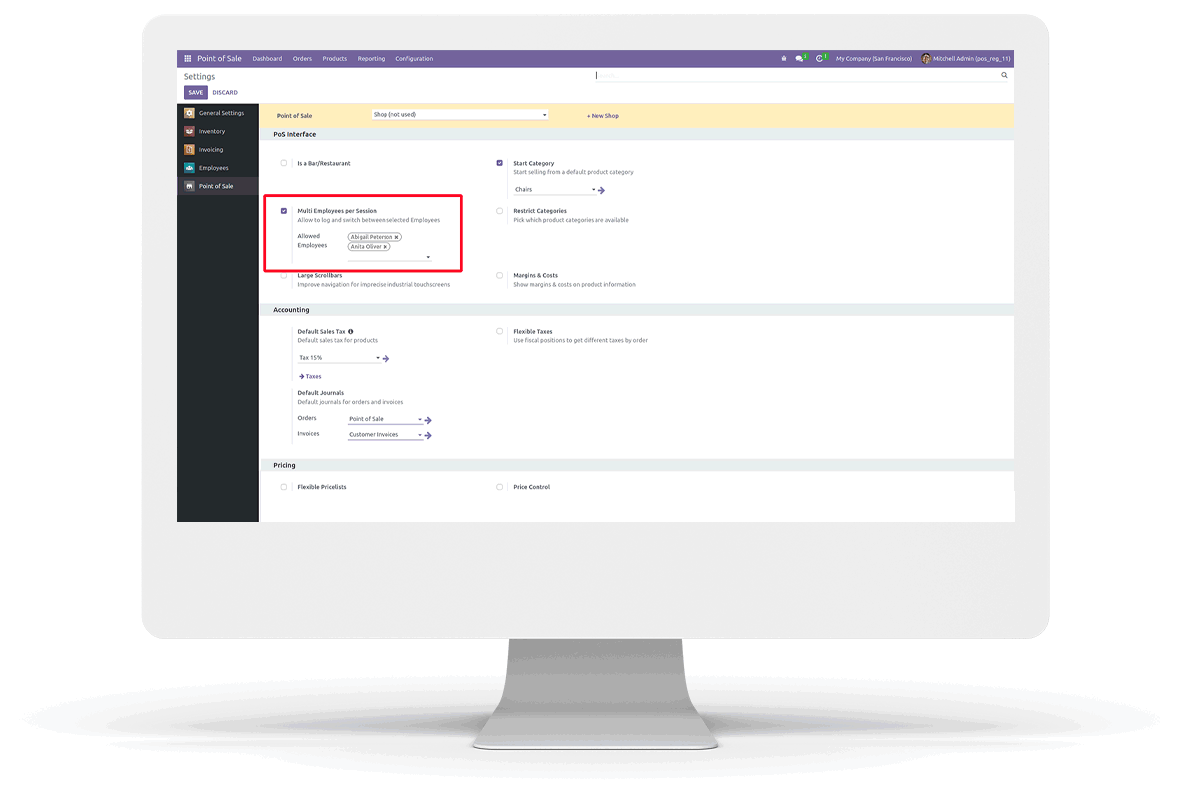 Point of Sale Dashboard Orders Products Reporting Configuration My Company (San Francisco) Mitchell Admin (pos_reg_11)
Settings
SAVE DISCARD
General Settings
Inventory
Invoicing
Employees
Point of Sale
Point of Sale Shop (not used) + New Shop
PoS Interface
Is a Bar/Restaurant
Start Category
Start selling from a default product category
Chairs
Multi Employees per Session
Allow to log and switch between selected Employees
Allowed Employees
Abigail Peterson ×
Anita Oliver ×
Restrict Categories
Pick which product categories are available
Large Scrollbars
Improve navigation for imprecise industrial touchscreens
Margins & Costs
Show margins & costs on product information
Accounting
Default Sales Tax
Default sales tax for products
Tax 15%
Taxes
Flexible Taxes
Use fiscal positions to get different taxes by order
Default Journals
Default journals for orders and invoices
Orders Point of Sale
Invoices Customer Invoices
Pricing
Flexible Pricelists
Price Control